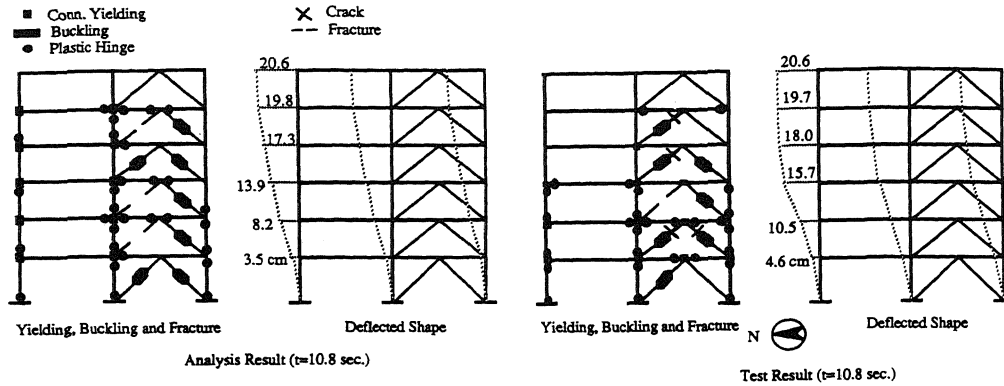 Conn. Yielding
Buckling
Plastic Hinge
Crack
Fracture
20.6
19.8
17.3
13.9
8.2
3.5 cm
20.6
19.7
18.0
15.7
10.5
4.6 cm
Yielding, Buckling and Fracture
Deflected Shape
Yielding, Buckling and Fracture
N
Deflected Shape
Analysis Result (t=10.8 sec.)
Test Result (t=10.8 sec.)